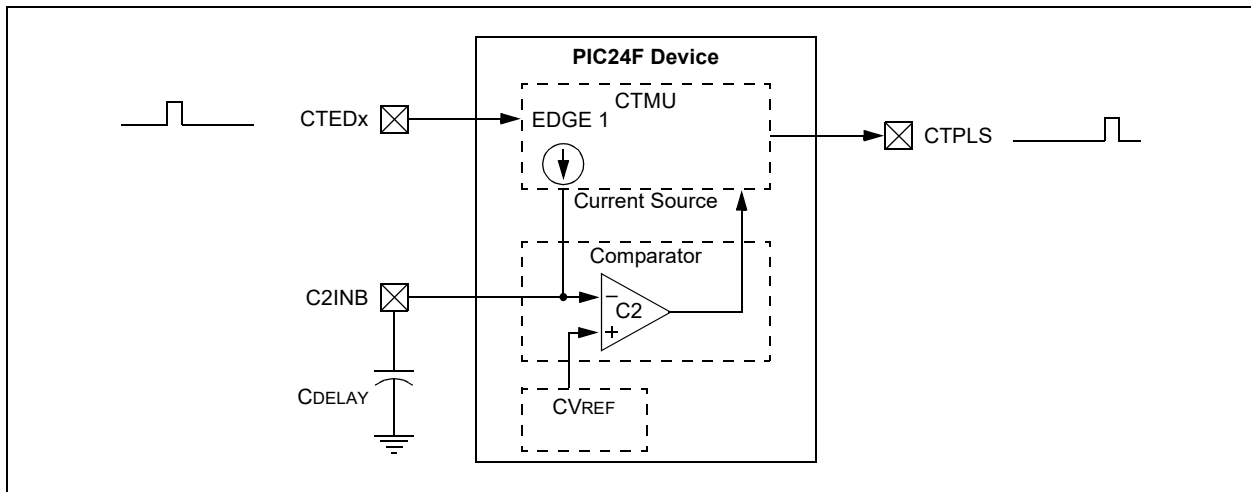 PIC24F Device
CTMU
CTEDx
EDGE 1
CTPLS
Current Source
Comparator
C2INB
−
C2
+
CDELAY
CVREF